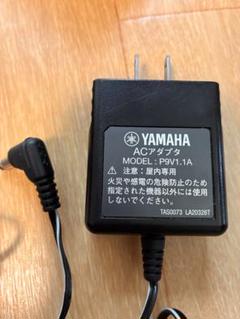 YAMAHA
ACアダプタ
MODEL : P9V1.1A
⚠ 注意：屋内専用
火災や感電の危険防止のため
指定された機器以外には使用
しないでください。
TAS0073 LA20328T